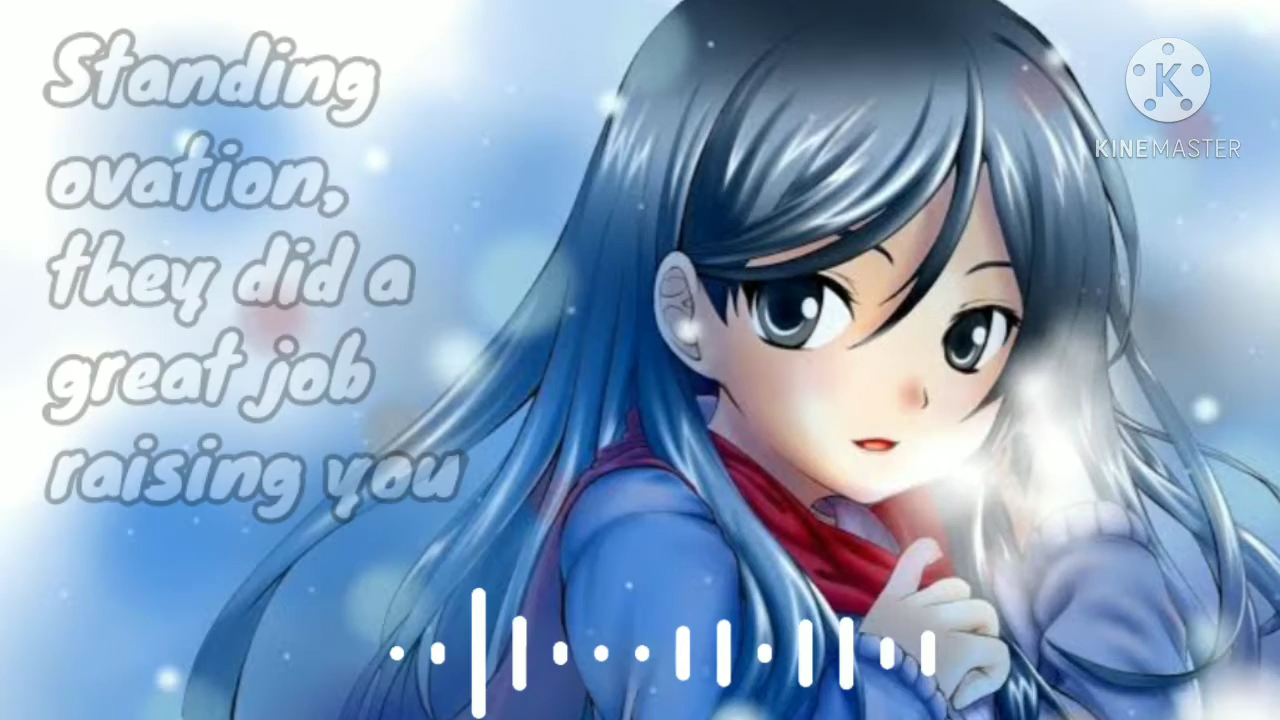 Standing
ovation,
they did a
great job
raising you
K
KINEMASTER